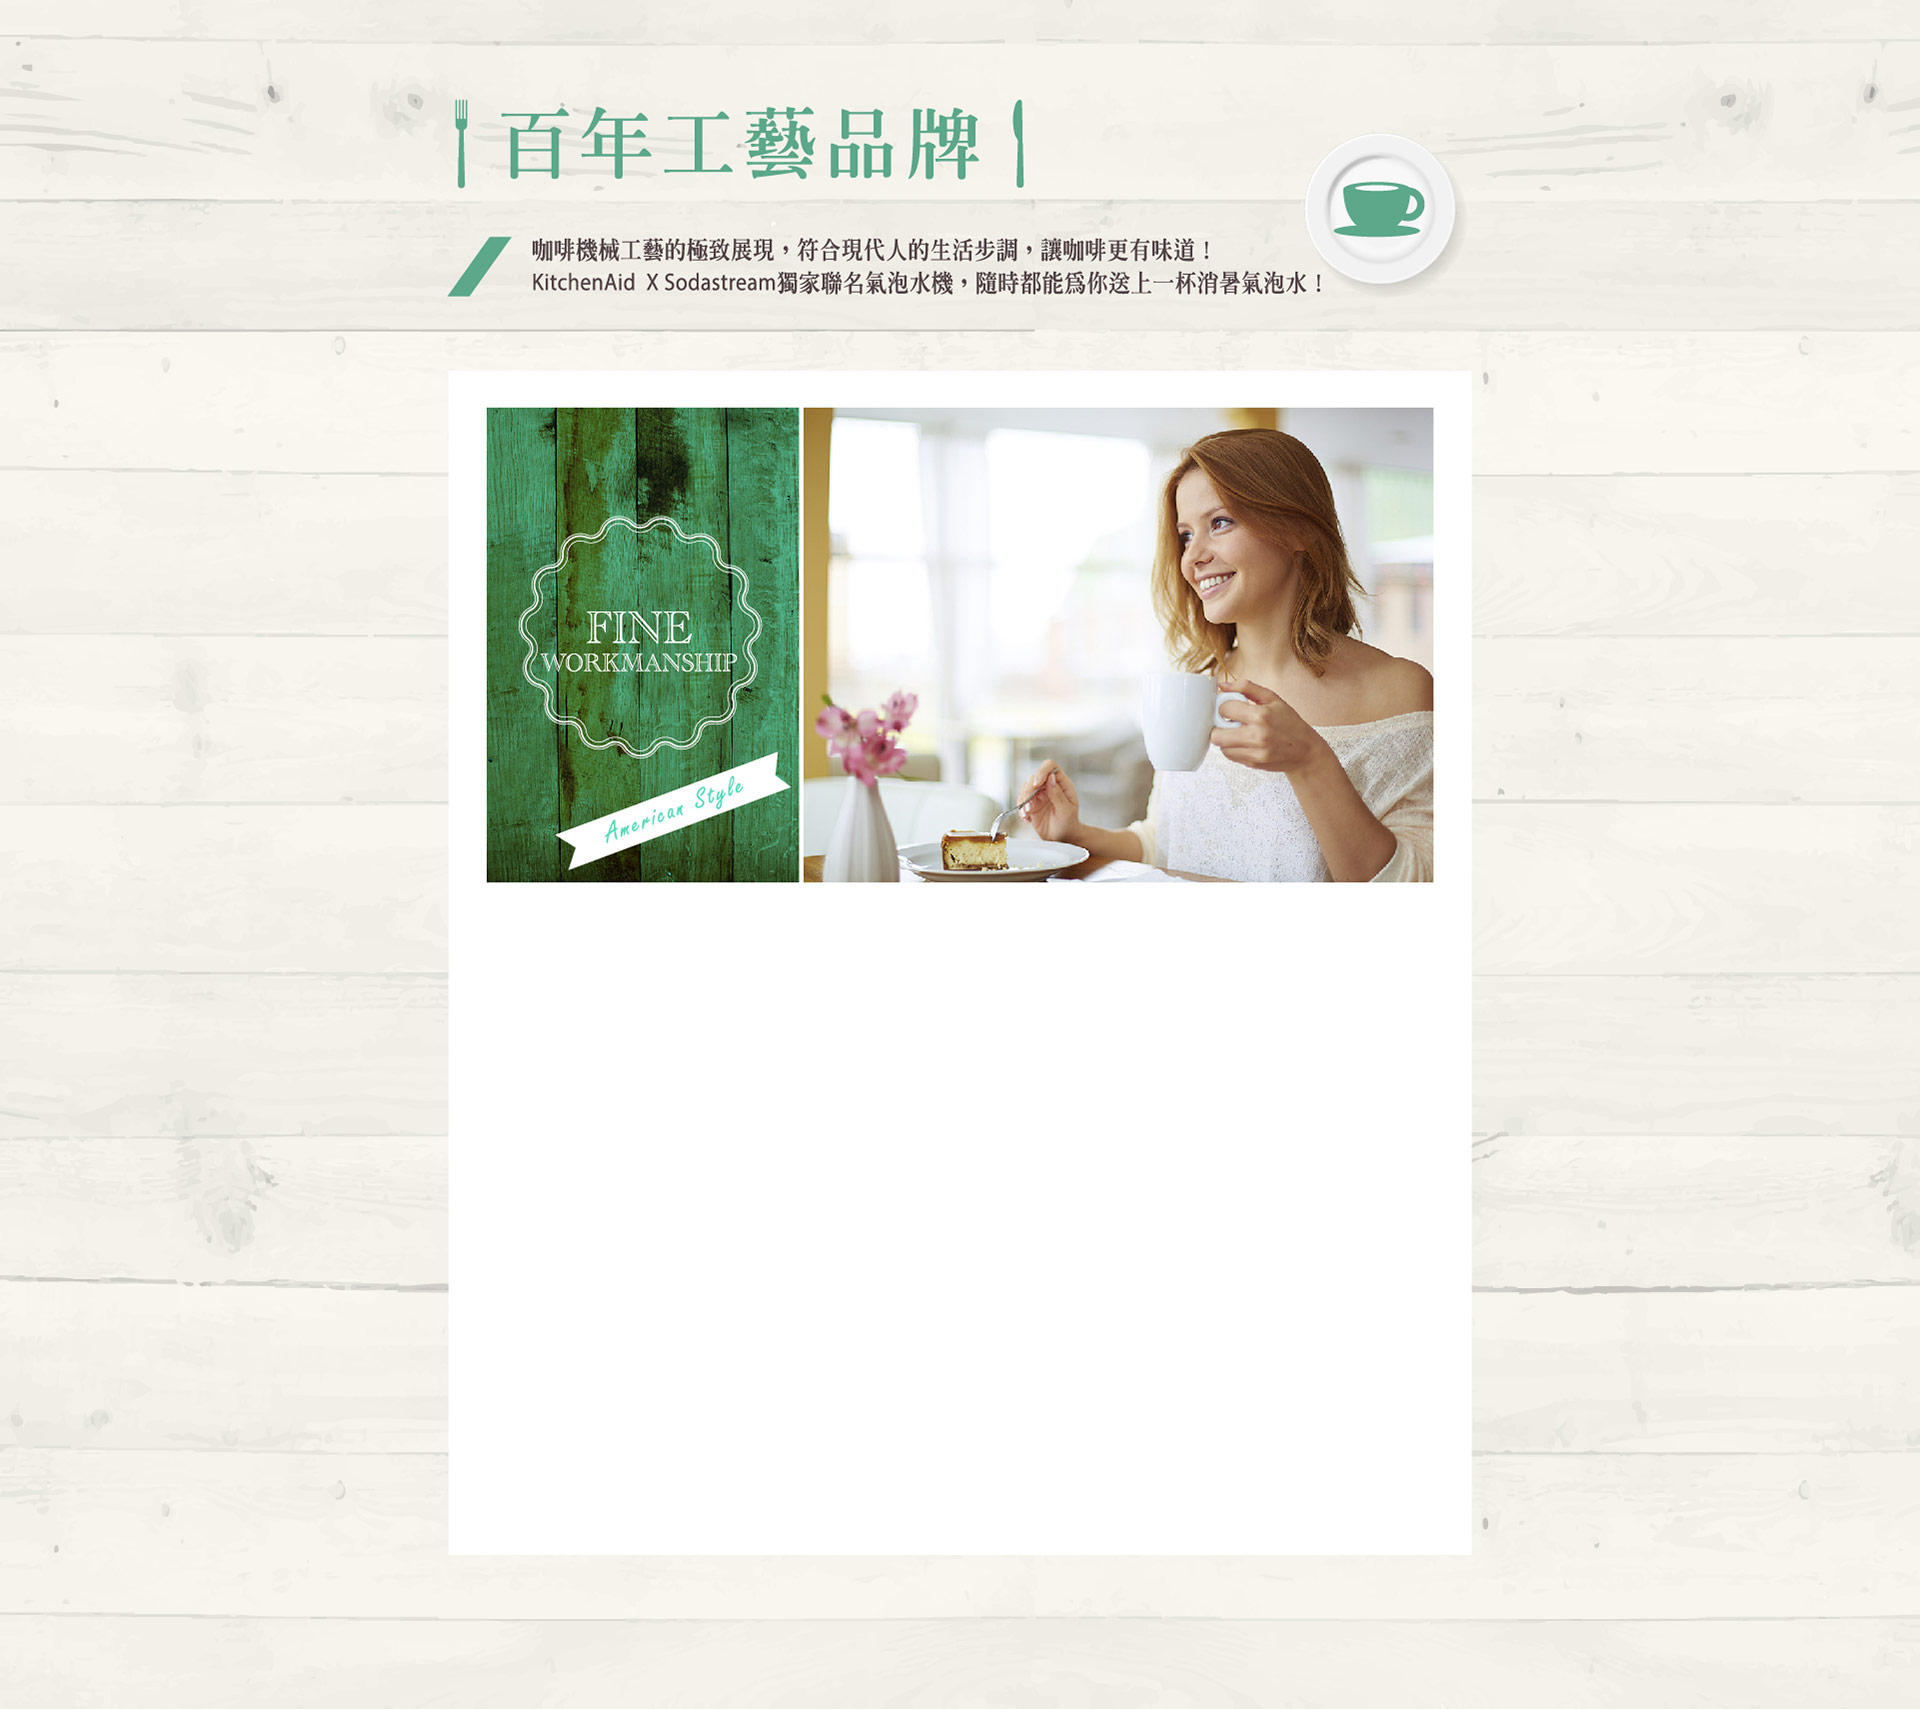 百年工藝品牌
咖啡機械工藝的極致展現，符合現代人的生活步調，讓咖啡更有味道！
KitchenAid X Sodastream獨家聯名氣泡水機，隨時都能為你送上一杯消暑氣泡水！
FINE
WORKMANSHIP
American Style